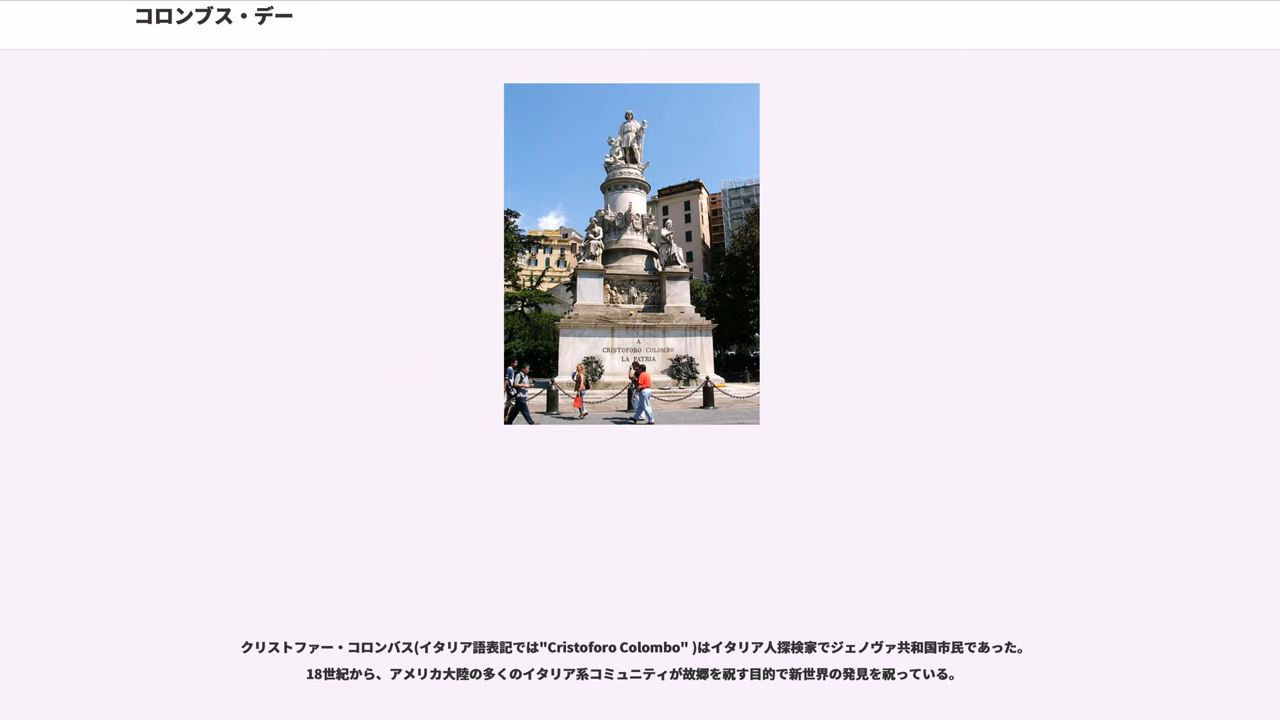 コロンブス・デー
A
CRISTOFORO COLOMBO
LA PATRIA
クリストファー・コロンバス(イタリア語表記では"Cristoforo Colombo" )はイタリア人探検家でジェノヴァ共和国市民であった。
18世紀から、アメリカ大陸の多くのイタリア系コミュニティが故郷を祝す目的で新世界の発見を祝っている。